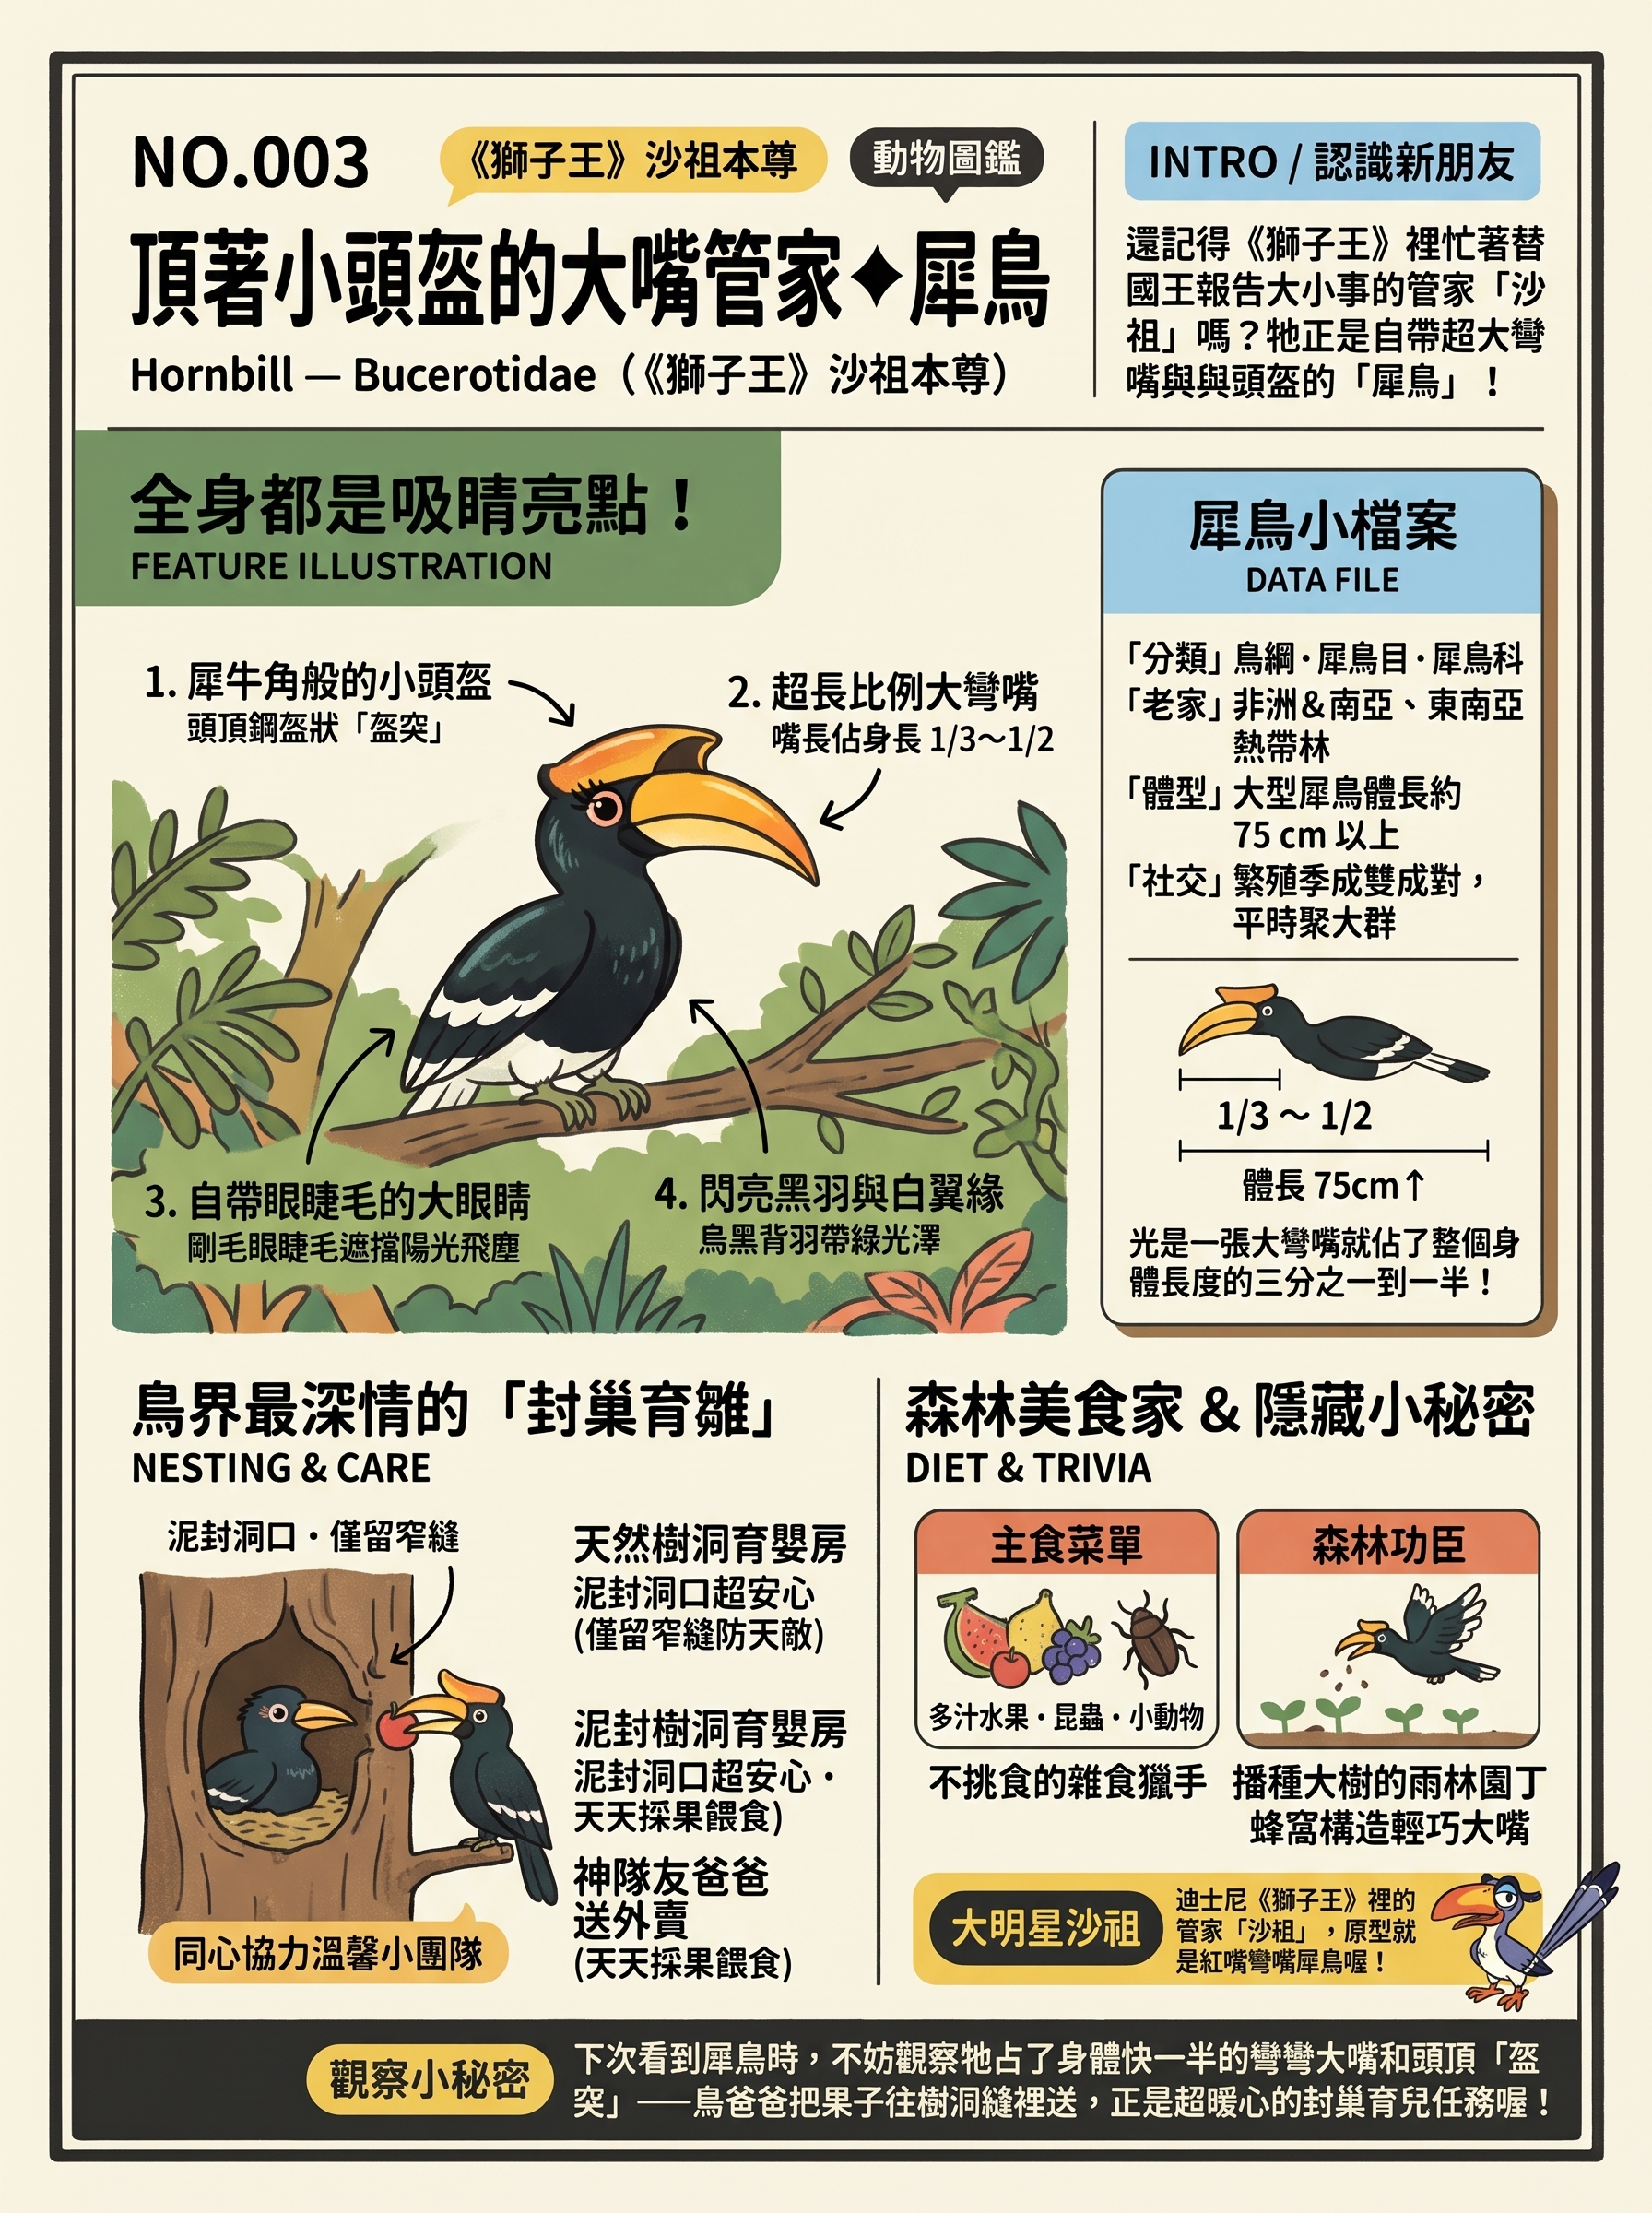 NO.003
《獅子王》沙祖本尊
動物圖鑑
頂著小頭盔的大嘴管家✦犀鳥
Hornbill — Bucerotidae（《獅子王》沙祖本尊）
INTRO / 認識新朋友
還記得《獅子王》裡忙著替
國王報告大小事的管家「沙
祖」嗎？牠正是自帶超大彎
嘴與與頭盔的「犀鳥」！
全身都是吸睛亮點！
FEATURE ILLUSTRATION
1. 犀牛角般的小頭盔
頭頂鋼盔狀「盔突」
2. 超長比例大彎嘴
嘴長佔身長 1/3～1/2
3. 自帶眼睫毛的大眼睛
剛毛眼睫毛遮擋陽光飛塵
4. 閃亮黑羽與白翼緣
烏黑背羽帶綠光澤
犀鳥小檔案
DATA FILE
「分類」鳥綱·犀鳥目·犀鳥科
「老家」非洲＆南亞、東南亞
熱帶林
「體型」大型犀鳥體長約
75 cm 以上
「社交」繁殖季成雙成對，
平時聚大群
1/3 ～ 1/2
體長 75cm↑
光是一張大彎嘴就佔了整個身
體長度的三分之一到一半！
鳥界最深情的「封巢育雛」
NESTING & CARE
泥封洞口・僅留窄縫
同心協力溫馨小團隊
天然樹洞育嬰房
泥封洞口超安心
(僅留窄縫防天敵)
泥封樹洞育嬰房
泥封洞口超安心・
天天採果餵食)
神隊友爸爸
送外賣
(天天採果餵食)
森林美食家 & 隱藏小秘密
DIET & TRIVIA
主食菜單
多汁水果・昆蟲・小動物
不挑食的雜食獵手
森林功臣
播種大樹的雨林園丁
蜂窩構造輕巧大嘴
大明星沙祖
迪士尼《獅子王》裡的
管家「沙祖」，原型就
是紅嘴彎嘴犀鳥喔！
觀察小秘密
下次看到犀鳥時，不妨觀察牠占了身體快一半的彎彎大嘴和頭頂「盔
突」——鳥爸爸把果子往樹洞縫裡送，正是超暖心的封巢育兒任務喔！